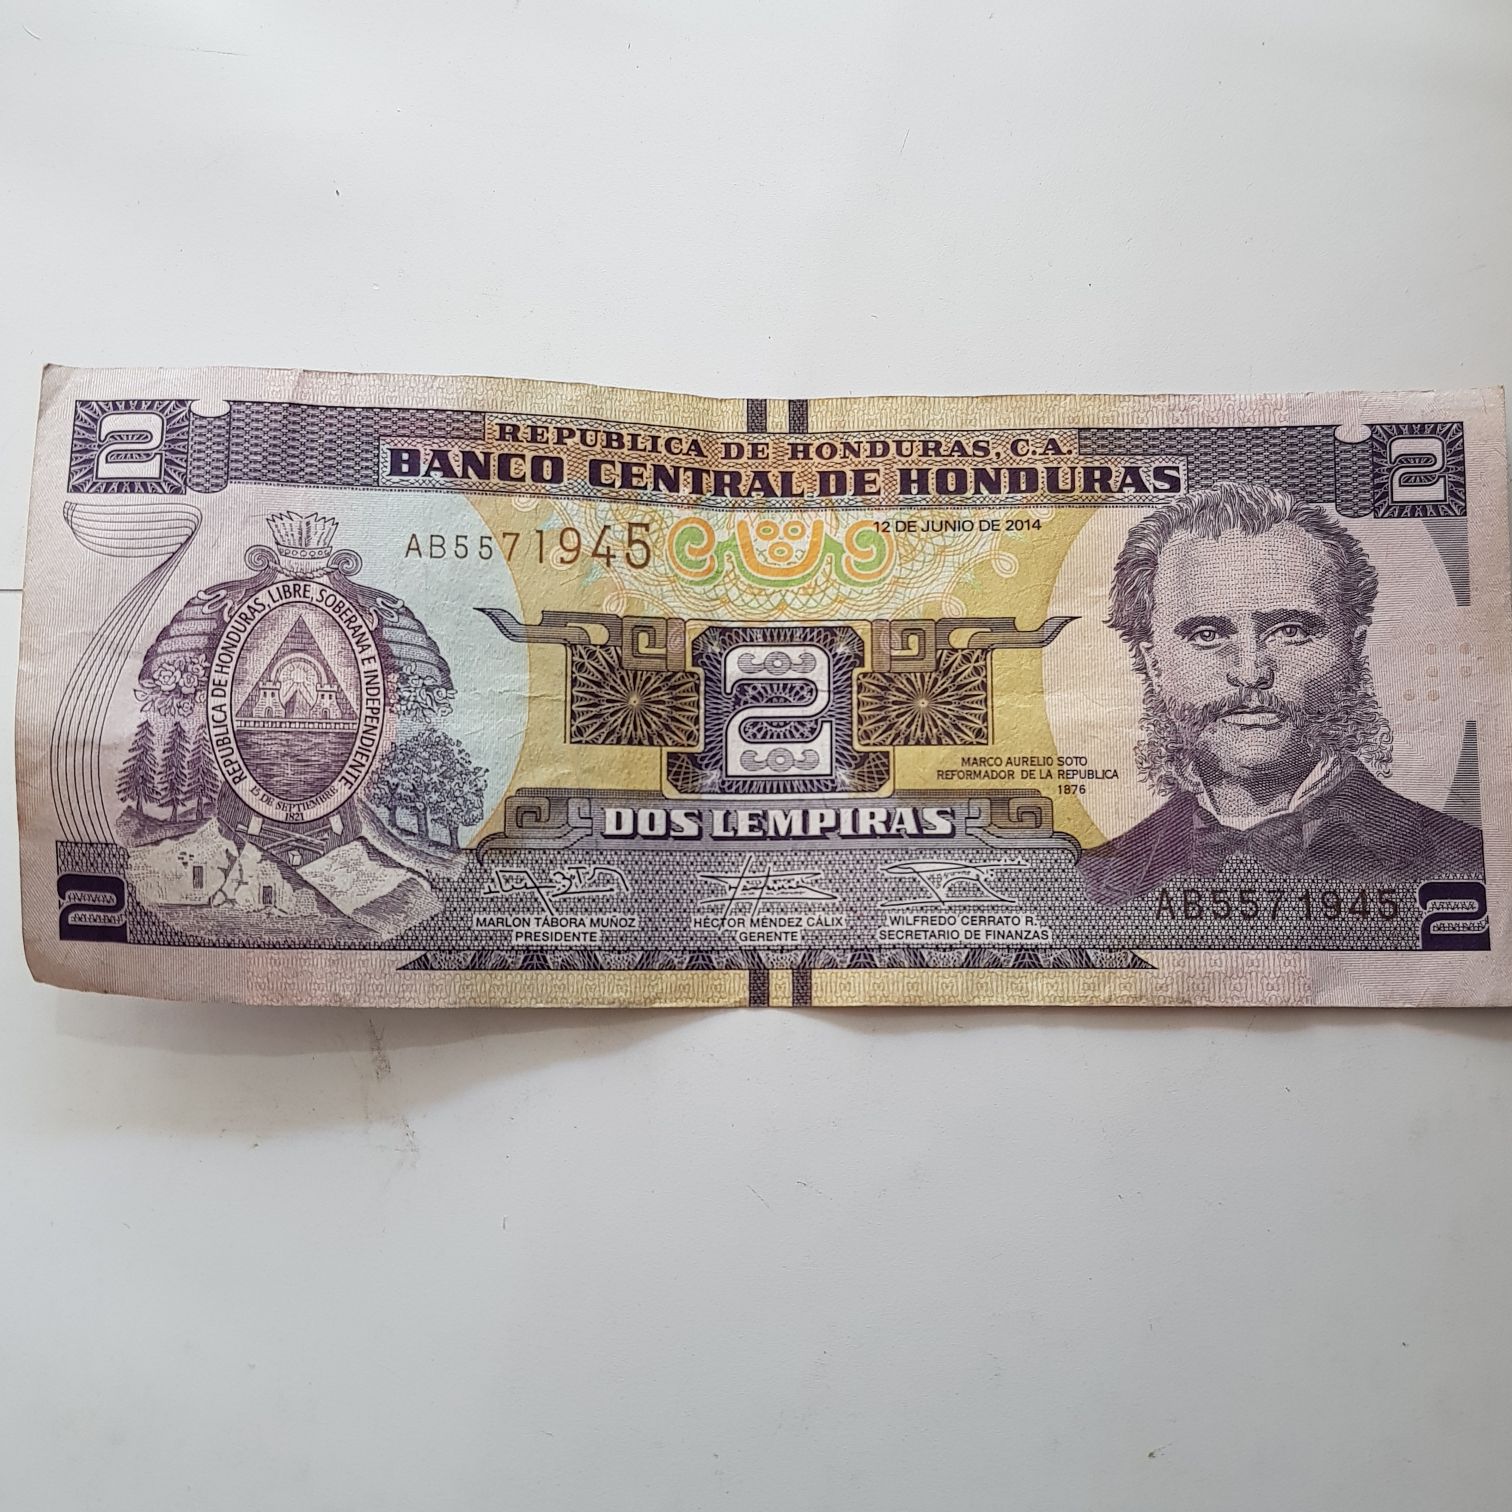 2
2
REPUBLICA DE HONDURAS, C.A.
BANCO CENTRAL DE HONDURAS
AB5571945
12 DE JUNIO DE 2014
REPUBLICA DE HONDURAS, LIBRE, SOBERANA E INDEPENDIENTE
15 DE SEPTIEMBRE
1821
2
MARCO AURELIO SOTO
REFORMADOR DE LA REPUBLICA
1876
DOS LEMPIRAS
MARLON TÁBORA MUÑOZ
PRESIDENTE
HÉCTOR MÉNDEZ CÁLIX
GERENTE
WILFREDO CERRATO R.
SECRETARIO DE FINANZAS
AB5571945
2
2